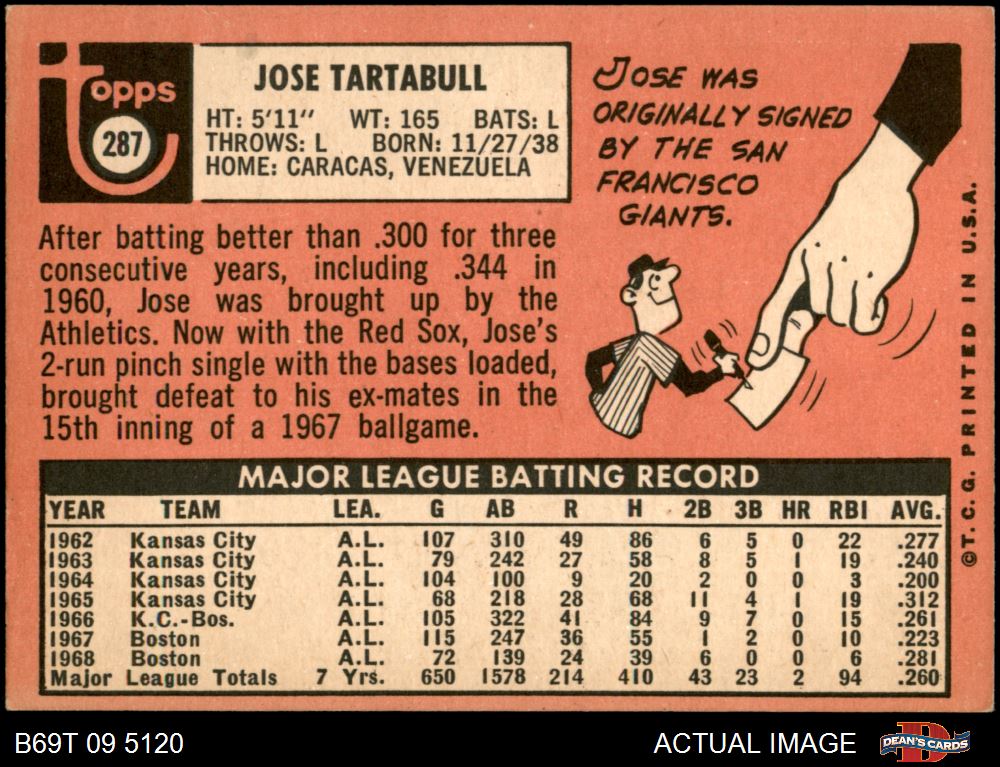 Topps
287
JOSE TARTABULL
HT: 5'11" WT: 165 BATS: L
THROWS: L BORN: 11/27/38
HOME: CARACAS, VENEZUELA
JOSE WAS
ORIGINALLY SIGNED
BY THE SAN
FRANCISCO
GIANTS.
After batting better than .300 for three
consecutive years, including .344 in
1960, Jose was brought up by the
Athletics. Now with the Red Sox, Jose's
2-run pinch single with the bases loaded,
brought defeat to his ex-mates in the
15th inning of a 1967 ballgame.
MAJOR LEAGUE BATTING RECORD
YEAR TEAM LEA. G AB R H 2B 3B HR RBI AVG.
1962 Kansas City A.L. 107 310 49 86 6 5 0 22 .277
1963 Kansas City A.L. 79 242 27 58 8 5 1 19 .240
1964 Kansas City A.L. 104 100 9 20 2 0 0 3 .200
1965 Kansas City A.L. 68 218 28 68 11 4 1 19 .312
1966 K.C.-Bos. A.L. 105 322 41 84 9 7 0 15 .261
1967 Boston A.L. 115 247 36 55 1 2 0 10 .223
1968 Boston A.L. 72 139 24 39 6 0 0 6 .281
Major League Totals 7 Yrs. 650 1578 214 410 43 23 2 94 .260
©T.C.G. PRINTED IN U.S.A.
B69T 09 5120
ACTUAL IMAGE
DEAN'S CARDS